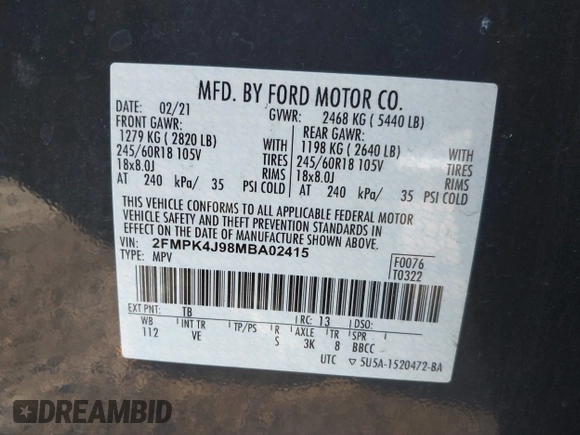 MFD. BY FORD MOTOR CO.
DATE: 02/21 GVWR: 2468 KG ( 5440 LB)
FRONT GAWR: REAR GAWR:
1279 KG ( 2820 LB) WITH 1198 KG ( 2640 LB) WITH
245/60R18 105V TIRES 245/60R18 105V TIRES
18x8.0J RIMS 18x8.0J RIMS
AT 240 kPa/ 35 PSI COLD AT 240 kPa/ 35 PSI COLD
THIS VEHICLE CONFORMS TO ALL APPLICABLE FEDERAL MOTOR
VEHICLE SAFETY AND THEFT PREVENTION STANDARDS IN
EFFECT ON THE DATE OF MANUFACTURE SHOWN ABOVE.
VIN: 2FMPK4J98MBA02415
TYPE: MPV
F0076
T0322
EXT PNT: TB RC: 13 DSO:
WB INT TR TP/PS R AXLE TR SPR
112 VE S 3K 8 BBCC
UTC ▽ 5U5A-1520472-BA
DREAMBID